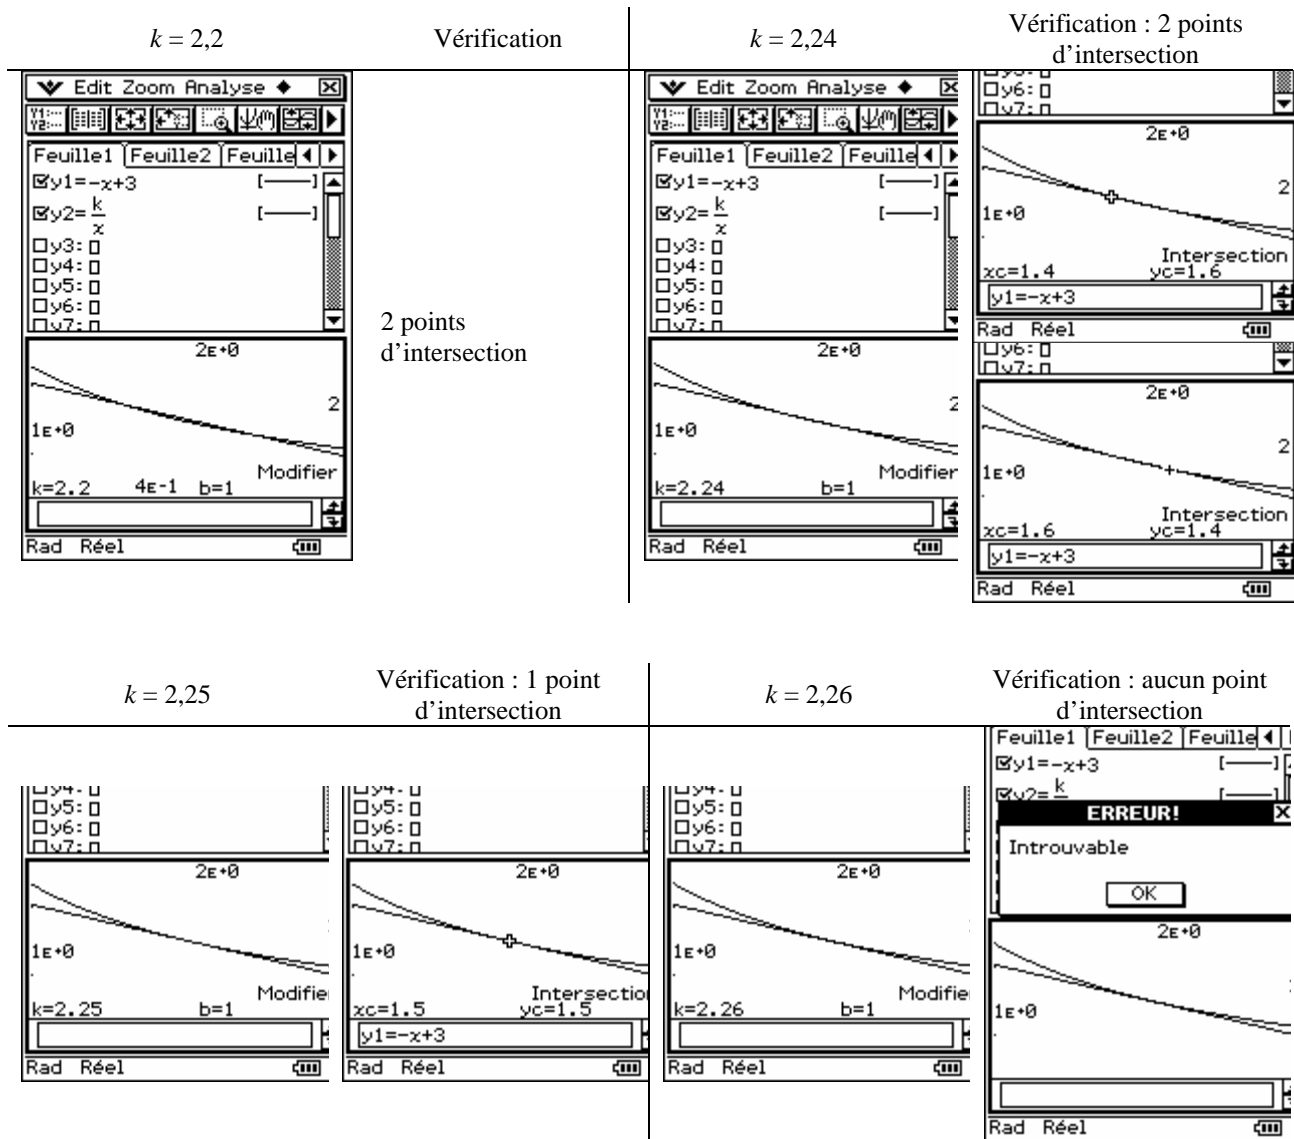 k = 2,2
Vérification
k = 2,24
Vérification : 2 points
d'intersection
Edit Zoom Analyse
Feuille1 Feuille2 Feuille
y1=-x+3 [——]
y2=k/x [——]
y3:
y4:
y5:
y6:
y7:
2E+0
2
1E+0
Modifier
k=2.2 4E-1 b=1
Rad Réel
2 points
d'intersection
Edit Zoom Analyse
Feuille1 Feuille2 Feuille
y1=-x+3 [——]
y2=k/x [——]
y3:
y4:
y5:
y6:
y7:
2E+0
2
1E+0
Modifier
k=2.24 b=1
Rad Réel
y5:
y6:
y7:
2E+0
2
1E+0
Intersection
xc=1.4 yc=1.6
y1=-x+3
Rad Réel
y6:
y7:
2E+0
2
1E+0
Intersection
xc=1.6 yc=1.4
y1=-x+3
Rad Réel
k = 2,25
Vérification : 1 point
d'intersection
k = 2,26
Vérification : aucun point
d'intersection
y4:
y5:
y6:
y7:
2E+0
1E+0
Modifie
k=2.25 b=1
Rad Réel
y4:
y5:
y6:
y7:
2E+0
1E+0
Intersectio
xc=1.5 yc=1.5
y1=-x+3
Rad Réel
y4:
y5:
y6:
y7:
2E+0
1E+0
Modifie
k=2.26 b=1
Rad Réel
Feuille1 Feuille2 Feuille
y1=-x+3 [——]
y2=k
ERREUR!
Introuvable
OK
2E+0
1E+0
Rad Réel